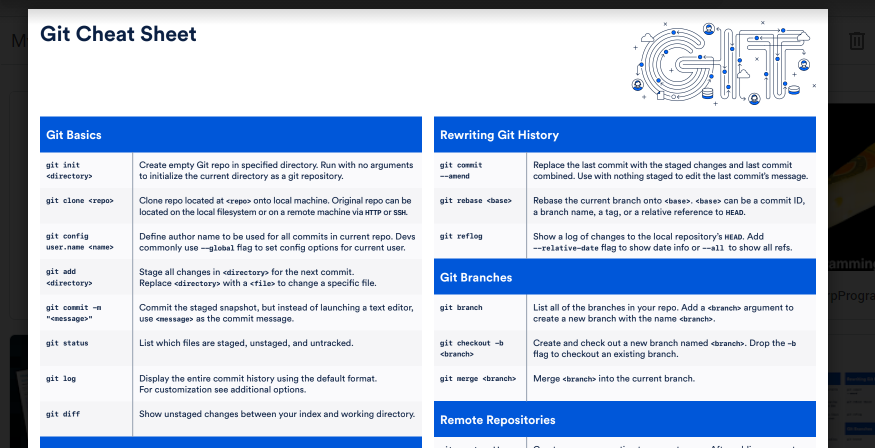 Git Cheat Sheet
GIT
Git Basics
git init
<directory>
Create empty Git repo in specified directory. Run with no arguments
to initialize the current directory as a git repository.
git clone <repo>
Clone repo located at <repo> onto local machine. Original repo can be
located on the local filesystem or on a remote machine via HTTP or SSH.
git config
user.name <name>
Define author name to be used for all commits in current repo. Devs
commonly use --global flag to set config options for current user.
git add
<directory>
Stage all changes in <directory> for the next commit.
Replace <directory> with a <file> to change a specific file.
git commit -m
"<message>"
Commit the staged snapshot, but instead of launching a text editor,
use <message> as the commit message.
git status
List which files are staged, unstaged, and untracked.
git log
Display the entire commit history using the default format.
For customization see additional options.
git diff
Show unstaged changes between your index and working directory.
Rewriting Git History
git commit
--amend
Replace the last commit with the staged changes and last commit
combined. Use with nothing staged to edit the last commit's message.
git rebase <base>
Rebase the current branch onto <base>. <base> can be a commit ID,
a branch name, a tag, or a relative reference to HEAD.
git reflog
Show a log of changes to the local repository's HEAD. Add
--relative-date flag to show date info or --all to show all refs.
Git Branches
git branch
List all of the branches in your repo. Add a <branch> argument to
create a new branch with the name <branch>.
git checkout -b
<branch>
Create and check out a new branch named <branch>. Drop the -b
flag to checkout an existing branch.
git merge <branch>
Merge <branch> into the current branch.
Remote Repositories